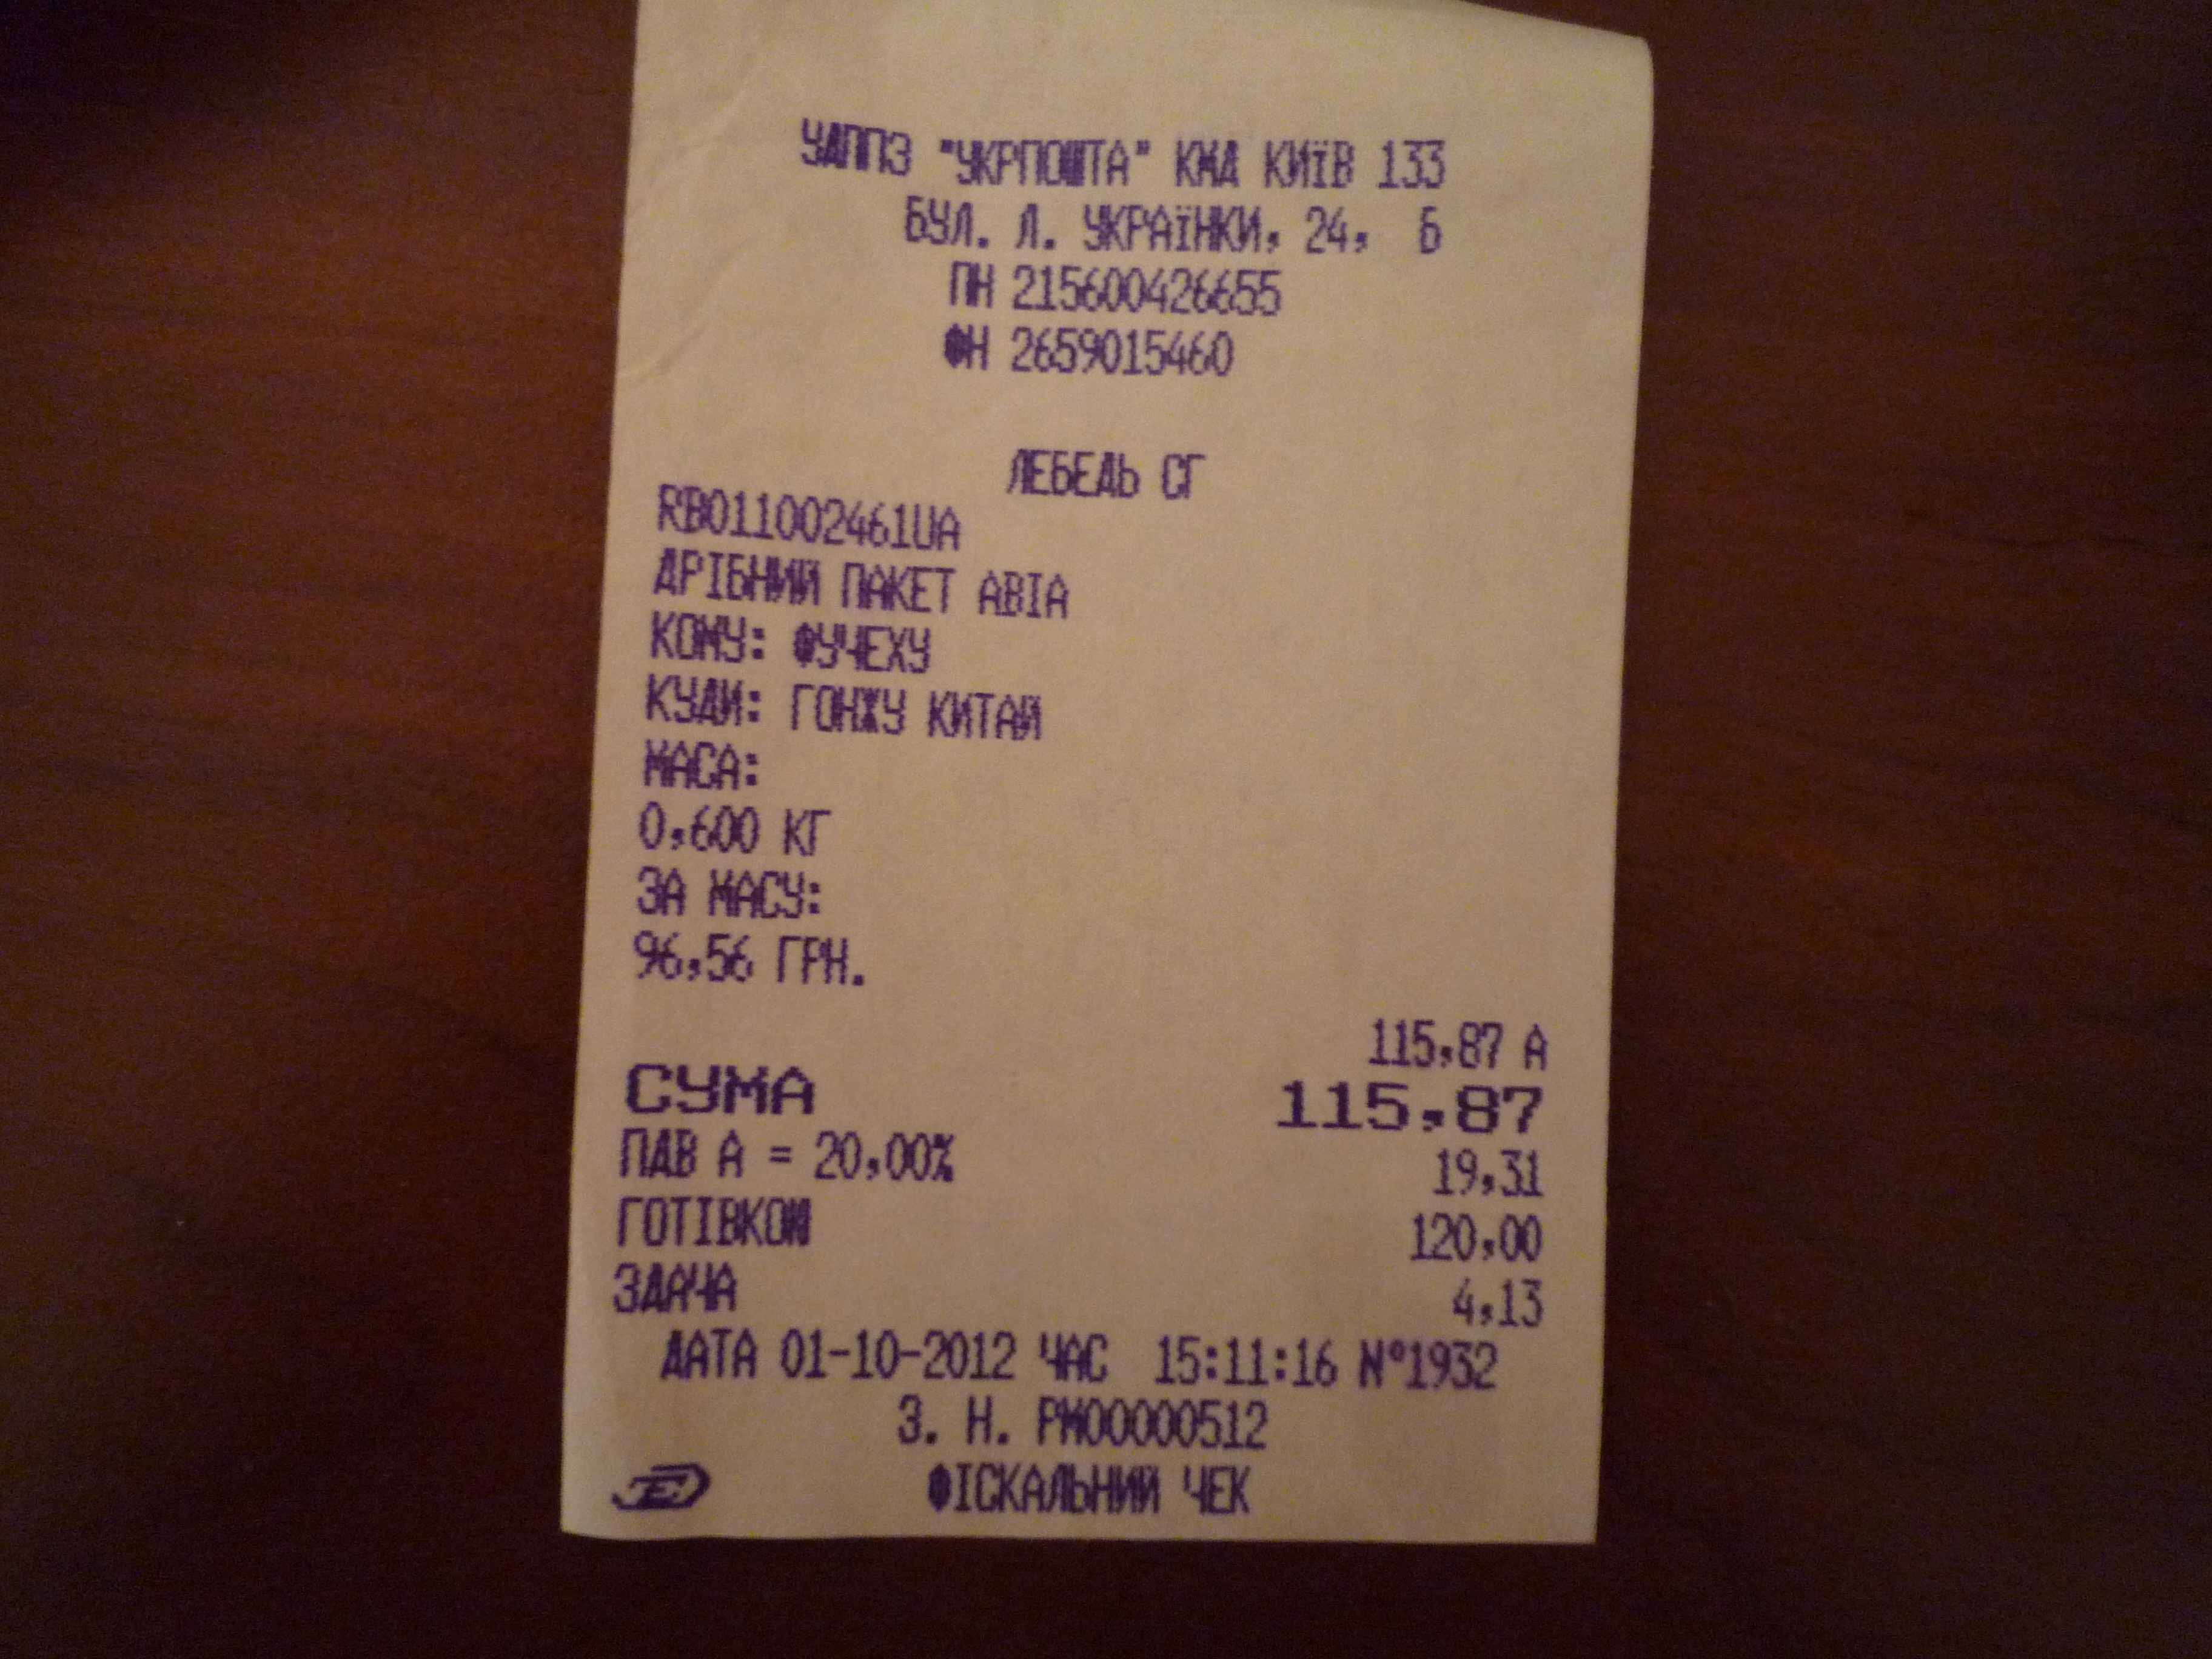 УДППЗ "УКРПОШТА" КМД КИЇВ 133
БУЛ. Л. УКРАЇНКИ, 24, Б
ПН 215600426655
ФН 2659015460
ЛЕБЕДЬ СГ
RB011002461UA
ДРІБНИЙ ПАКЕТ АВІА
КОМУ: ФУЧЕХУ
КУДИ: ГОНЖУ КИТАЙ
МАСА:
0,600 КГ
ЗА МАСУ:
96,56 ГРН.
115,87 А
СУМА 115,87
ПДВ А = 20,00% 19,31
ГОТІВКОЮ 120,00
ЗДАЧА 4,13
ДАТА 01-10-2012 ЧАС 15:11:16 №1932
З. Н. РМ00000512
ФІСКАЛЬНИЙ ЧЕК